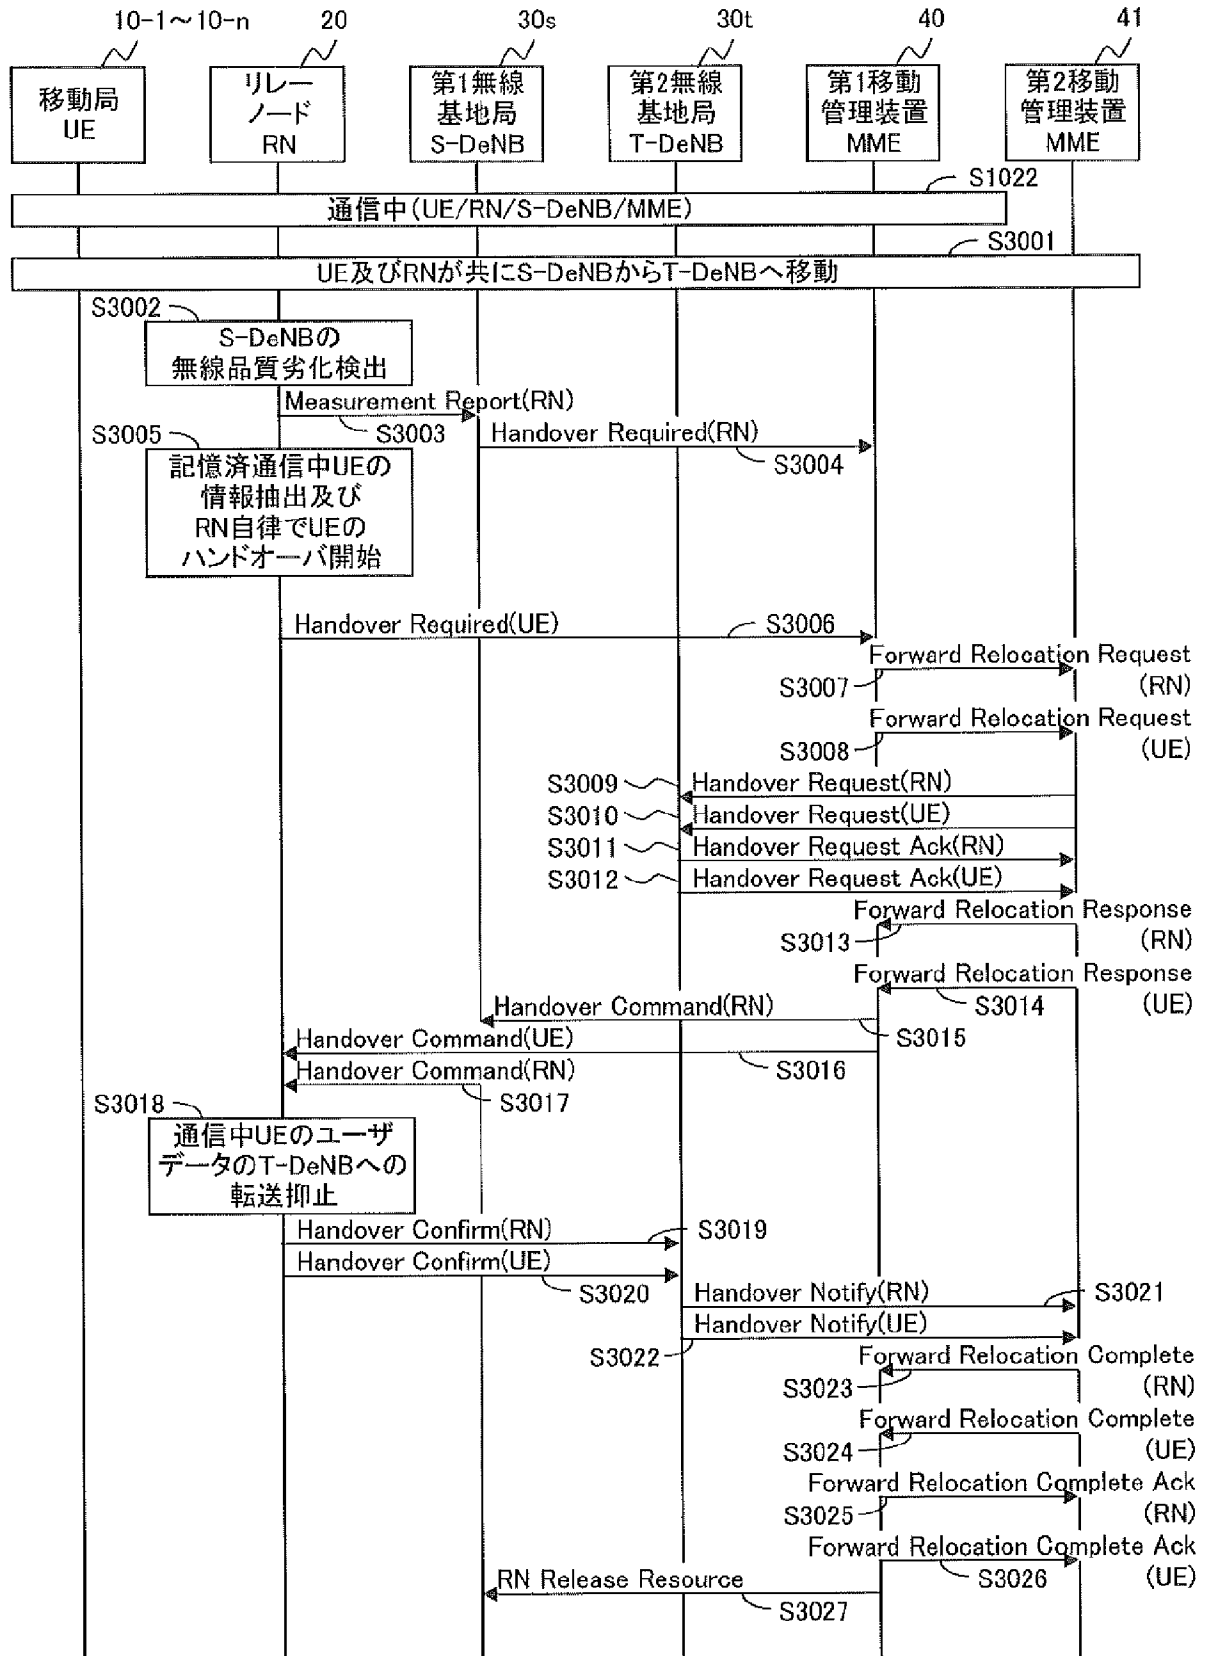 10-1～10-n
20
30s
30t
40
41
移動局
UE
リレー
ノード
RN
第1無線
基地局
S-DeNB
第2無線
基地局
T-DeNB
第1移動
管理装置
MME
第2移動
管理装置
MME
S1022
通信中(UE/RN/S-DeNB/MME)
S3001
UE及びRNが共にS-DeNBからT-DeNBへ移動
S3002
S-DeNBの
無線品質劣化検出
Measurement Report(RN)
S3003
Handover Required(RN)
S3004
S3005
記憶済通信中UEの
情報抽出及び
RN自律でUEの
ハンドオーバ開始
Handover Required(UE)
S3006
Forward Relocation Request
(RN)
S3007
Forward Relocation Request
(UE)
S3008
S3009
Handover Request(RN)
S3010
Handover Request(UE)
S3011
Handover Request Ack(RN)
S3012
Handover Request Ack(UE)
Forward Relocation Response
(RN)
S3013
Forward Relocation Response
(UE)
S3014
Handover Command(RN)
S3015
Handover Command(UE)
S3016
Handover Command(RN)
S3017
S3018
通信中UEのユーザ
データのT-DeNBへの
転送抑止
Handover Confirm(RN)
S3019
Handover Confirm(UE)
S3020
Handover Notify(RN)
S3021
Handover Notify(UE)
S3022
Forward Relocation Complete
(RN)
S3023
Forward Relocation Complete
(UE)
S3024
Forward Relocation Complete Ack
(RN)
S3025
Forward Relocation Complete Ack
(UE)
S3026
RN Release Resource
S3027